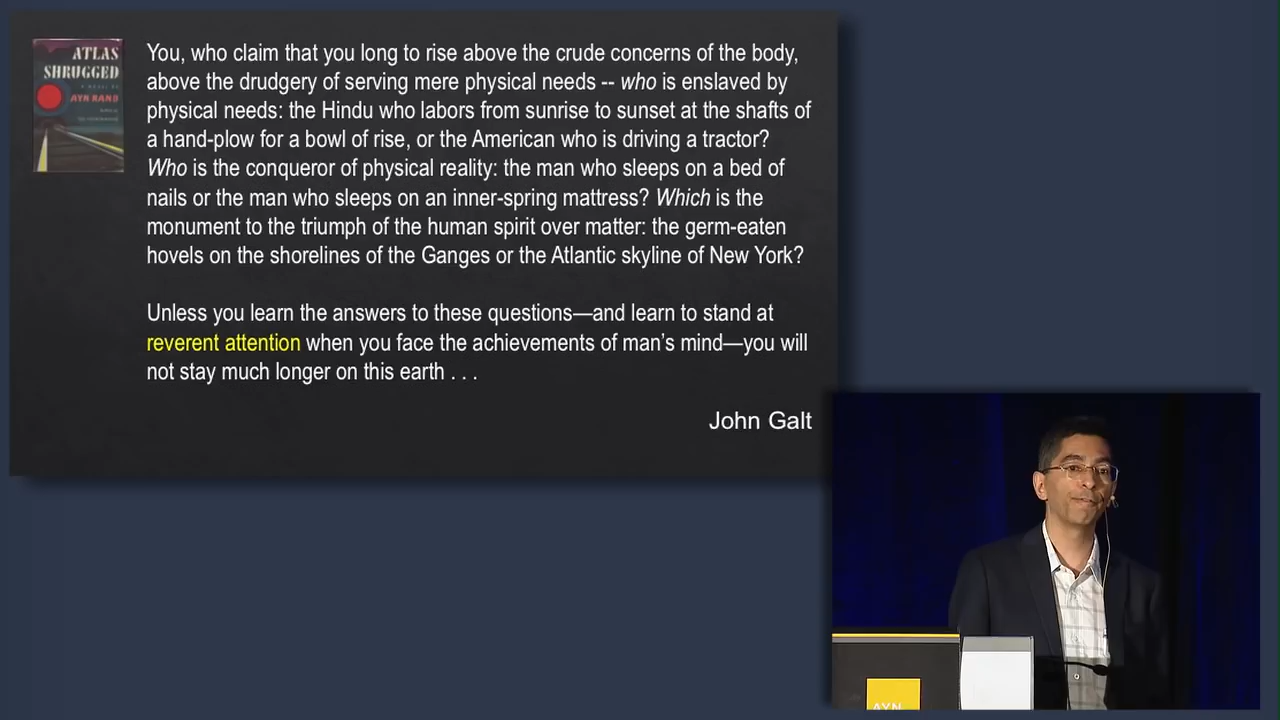 ATLAS
SHRUGGED
AYN RAND
You, who claim that you long to rise above the crude concerns of the body,
above the drudgery of serving mere physical needs -- who is enslaved by
physical needs: the Hindu who labors from sunrise to sunset at the shafts of
a hand-plow for a bowl of rise, or the American who is driving a tractor?
Who is the conqueror of physical reality: the man who sleeps on a bed of
nails or the man who sleeps on an inner-spring mattress? Which is the
monument to the triumph of the human spirit over matter: the germ-eaten
hovels on the shorelines of the Ganges or the Atlantic skyline of New York?
Unless you learn the answers to these questions—and learn to stand at
reverent attention when you face the achievements of man’s mind—you will
not stay much longer on this earth . . .
John Galt
AYN